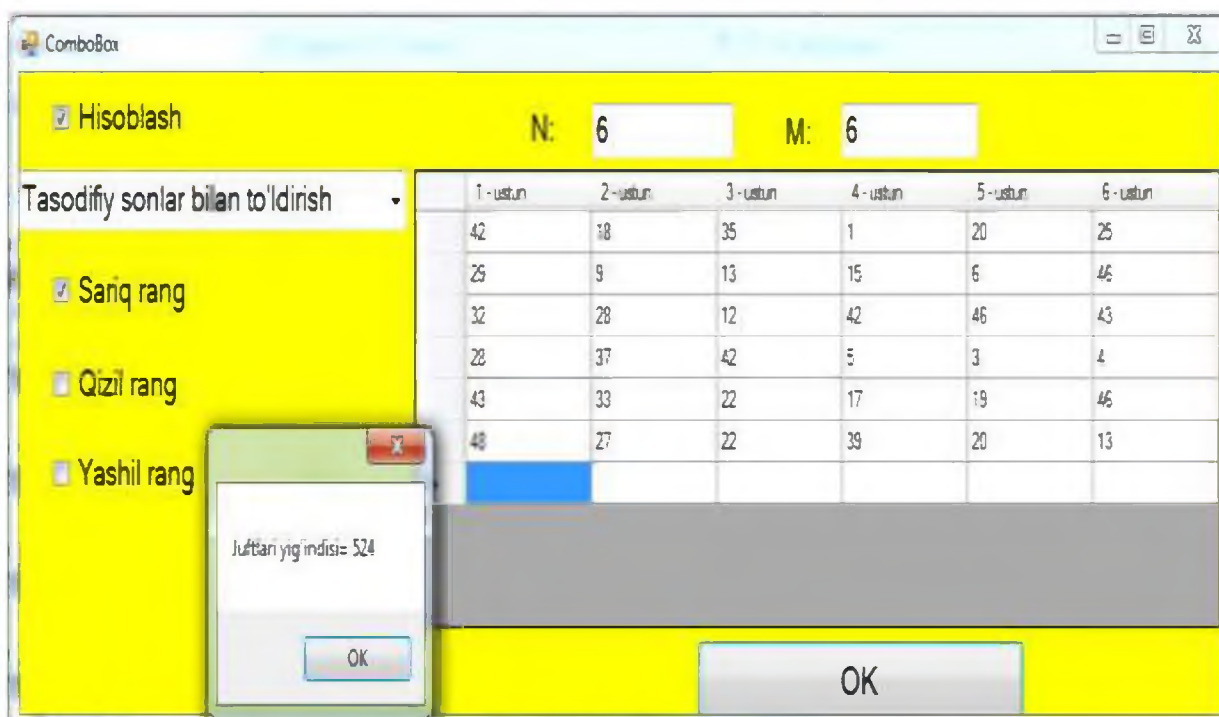 ComboBox
Hisoblash
N: 6 M: 6
Tasodifiy sonlar bilan to'ldirish
1 - ustun 2 - ustun 3 - ustun 4 - ustun 5 - ustun 6 - ustun
42 18 35 1 20 25
29 9 13 15 6 46
32 28 12 42 46 43
28 37 42 5 3 4
43 33 22 17 19 46
48 27 22 39 20 13
Sariq rang
Qizil rang
Yashil rang
Juftlari yig'indisi= 524
OK
OK